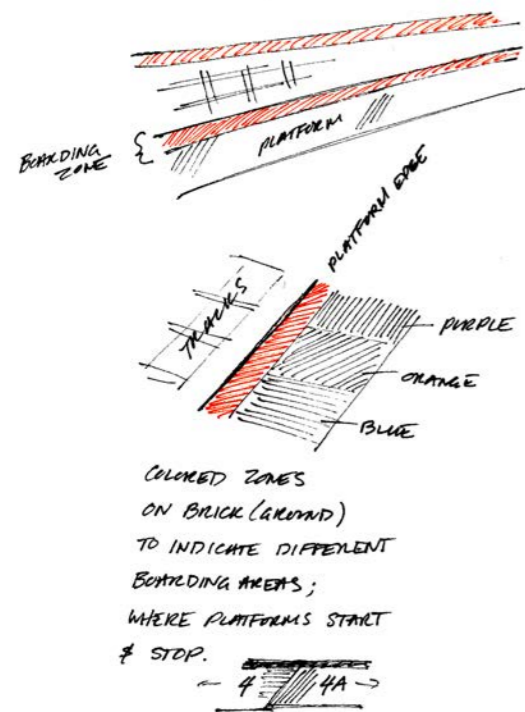 BOARDING
ZONE
PLATFORM
PLATFORM EDGE
TRACKS
PURPLE
ORANGE
BLUE
COLORED ZONES
ON BRICK (GROUND)
TO INDICATE DIFFERENT
BOARDING AREAS;
WHERE PLATFORMS START
& STOP.
← 4 4A →